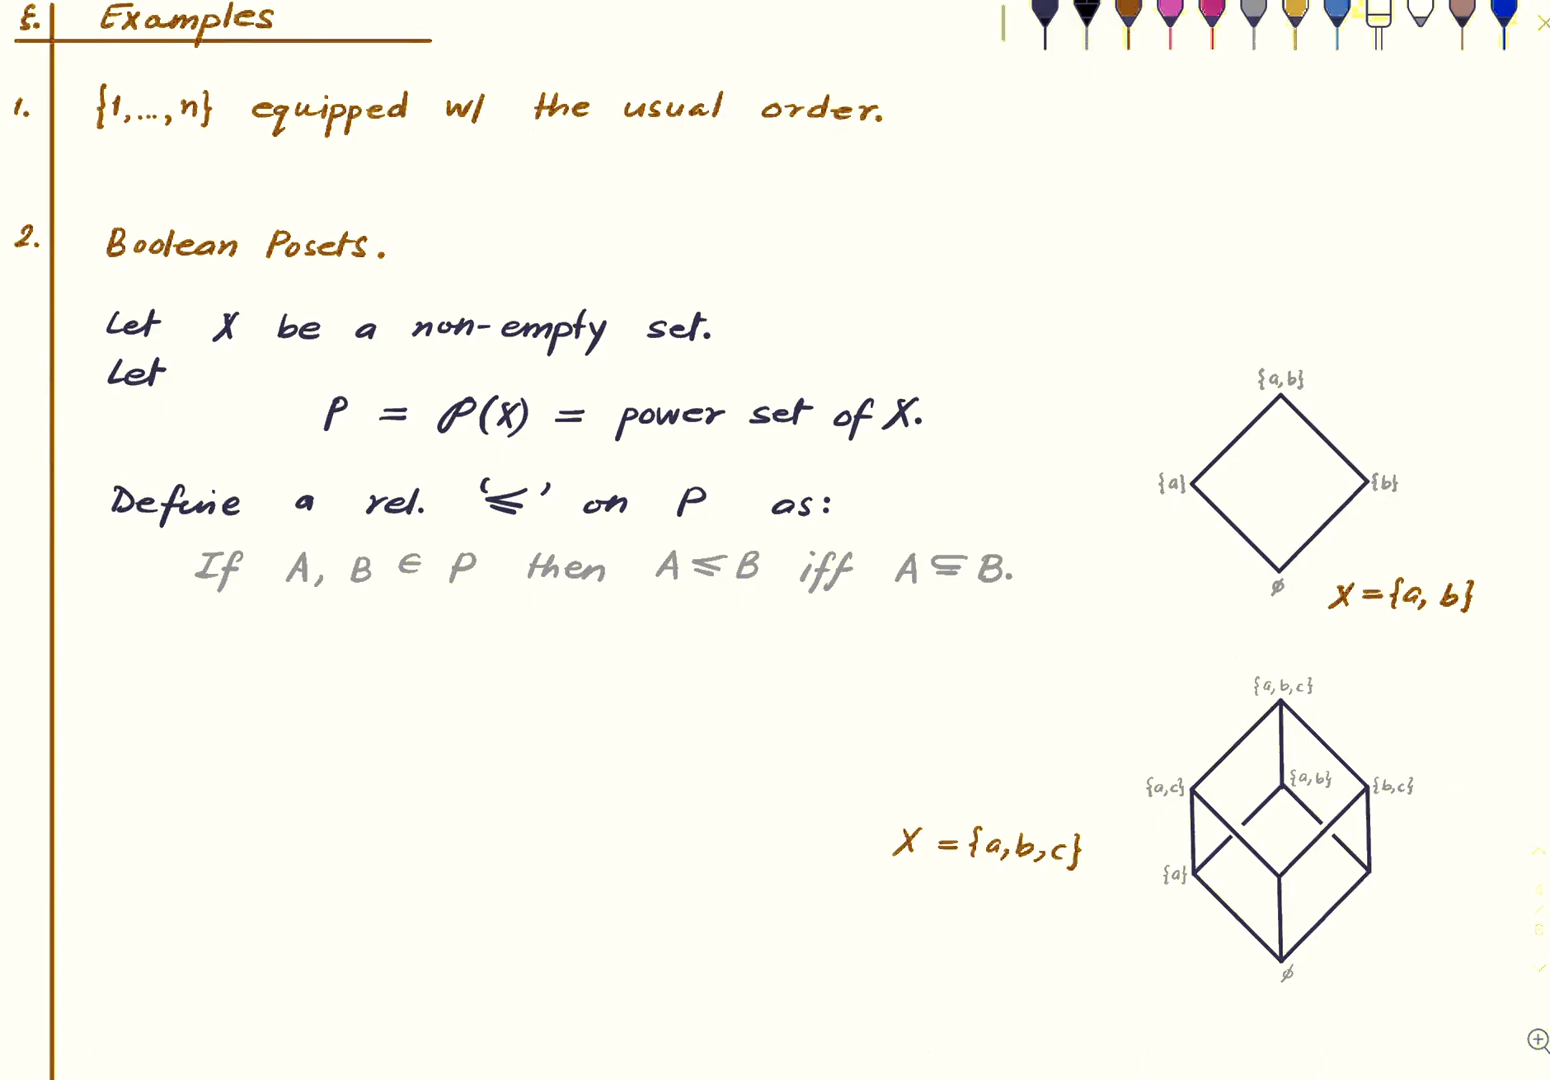 §. Examples
1. {1,...,n} equipped w/ the usual order.
2. Boolean Posets.
Let X be a non-empty set.
Let
P = 𝒫(X) = power set of X.
Define a rel. '≤' on P as:
If A, B ∈ P then A ≤ B iff A ⊆ B.
{a,b}
{a}
{b}
ø
X = {a, b}
{a,b,c}
{a,c}
{a,b}
{b,c}
X = {a,b,c}
{a}
ø